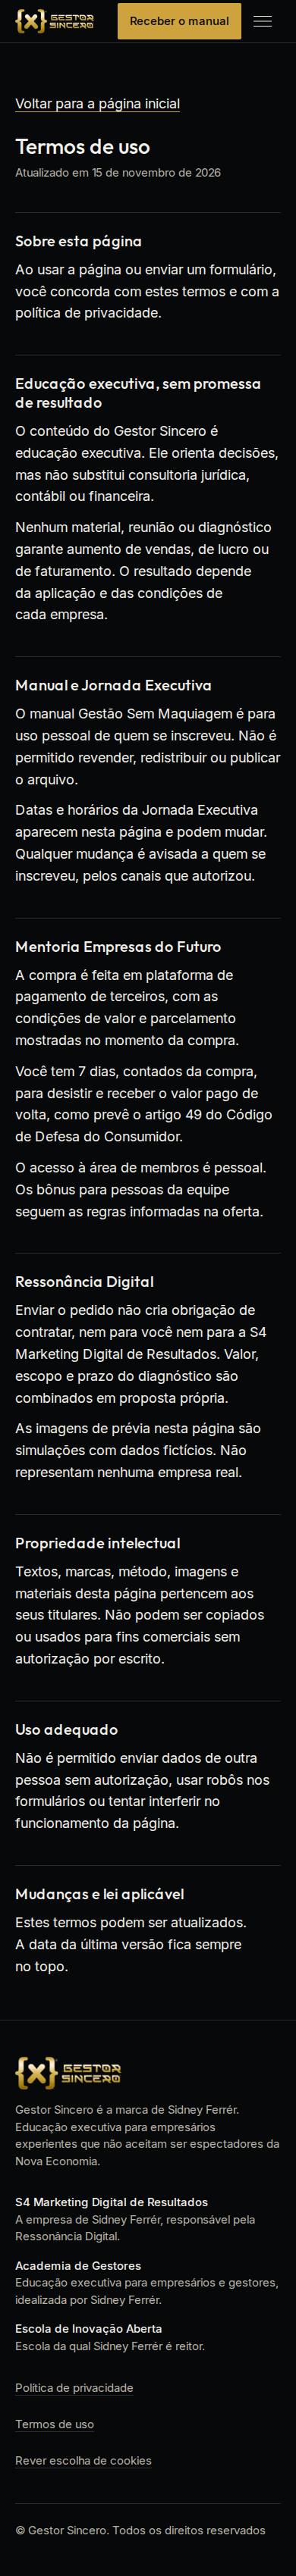 {x} GESTOR
SINCERO
Receber o manual
Voltar para a página inicial
Termos de uso
Atualizado em 15 de novembro de 2026
Sobre esta página
Ao usar a página ou enviar um formulário,
você concorda com estes termos e com a
política de privacidade.
Educação executiva, sem promessa
de resultado
O conteúdo do Gestor Sincero é
educação executiva. Ele orienta decisões,
mas não substitui consultoria jurídica,
contábil ou financeira.
Nenhum material, reunião ou diagnóstico
garante aumento de vendas, de lucro ou
de faturamento. O resultado depende
da aplicação e das condições de
cada empresa.
Manual e Jornada Executiva
O manual Gestão Sem Maquiagem é para
uso pessoal de quem se inscreveu. Não é
permitido revender, redistribuir ou publicar
o arquivo.
Datas e horários da Jornada Executiva
aparecem nesta página e podem mudar.
Qualquer mudança é avisada a quem se
inscreveu, pelos canais que autorizou.
Mentoria Empresas do Futuro
A compra é feita em plataforma de
pagamento de terceiros, com as
condições de valor e parcelamento
mostradas no momento da compra.
Você tem 7 dias, contados da compra,
para desistir e receber o valor pago de
volta, como prevê o artigo 49 do Código
de Defesa do Consumidor.
O acesso à área de membros é pessoal.
Os bônus para pessoas da equipe
seguem as regras informadas na oferta.
Ressonância Digital
Enviar o pedido não cria obrigação de
contratar, nem para você nem para a S4
Marketing Digital de Resultados. Valor,
escopo e prazo do diagnóstico são
combinados em proposta própria.
As imagens de prévia nesta página são
simulações com dados fictícios. Não
representam nenhuma empresa real.
Propriedade intelectual
Textos, marcas, método, imagens e
materiais desta página pertencem aos
seus titulares. Não podem ser copiados
ou usados para fins comerciais sem
autorização por escrito.
Uso adequado
Não é permitido enviar dados de outra
pessoa sem autorização, usar robôs nos
formulários ou tentar interferir no
funcionamento da página.
Mudanças e lei aplicável
Estes termos podem ser atualizados.
A data da última versão fica sempre
no topo.
{x} GESTOR
SINCERO
Gestor Sincero é a marca de Sidney Ferrér.
Educação executiva para empresários
experientes que não aceitam ser espectadores da
Nova Economia.
S4 Marketing Digital de Resultados
A empresa de Sidney Ferrér, responsável pela
Ressonância Digital.
Academia de Gestores
Educação executiva para empresários e gestores,
idealizada por Sidney Ferrér.
Escola de Inovação Aberta
Escola da qual Sidney Ferrér é reitor.
Política de privacidade
Termos de uso
Rever escolha de cookies
© Gestor Sincero. Todos os direitos reservados